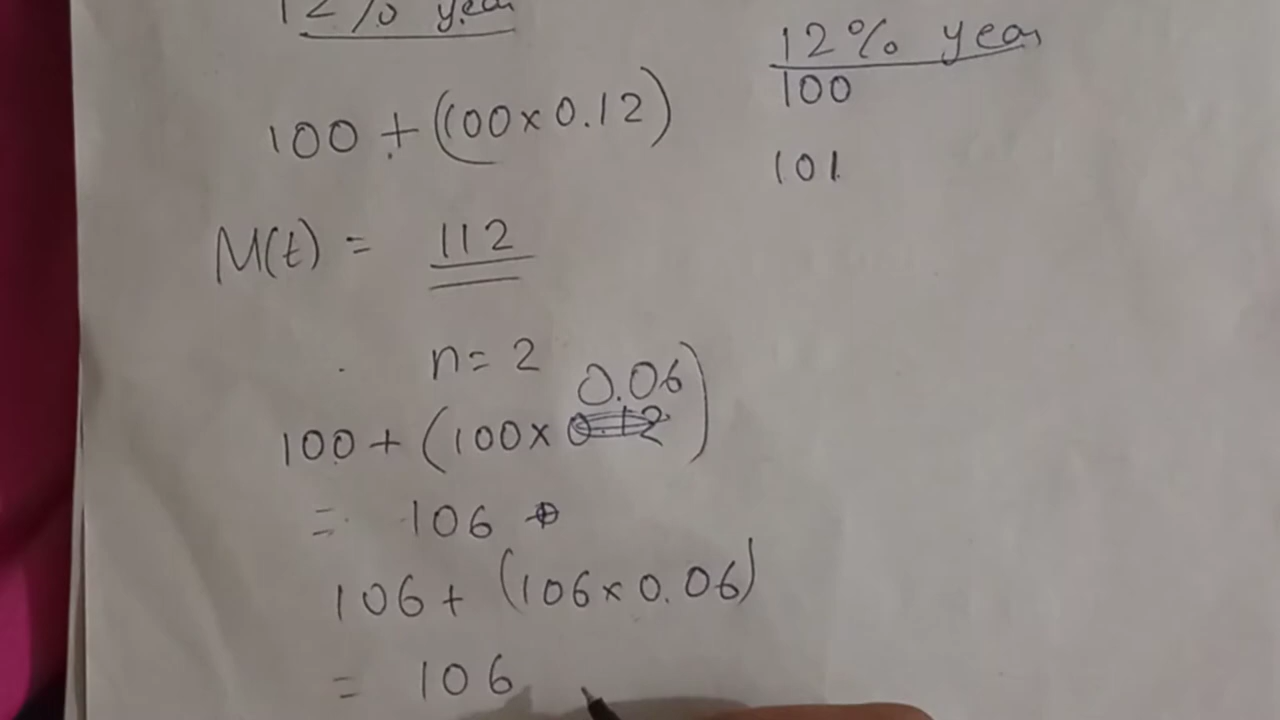 12% year
100 + (100 x 0.12)
M(t) = 112
n = 2
0.06
100 + (100 x 0.12)
= 106
106 + (106 x 0.06)
= 106
12% year
100
101